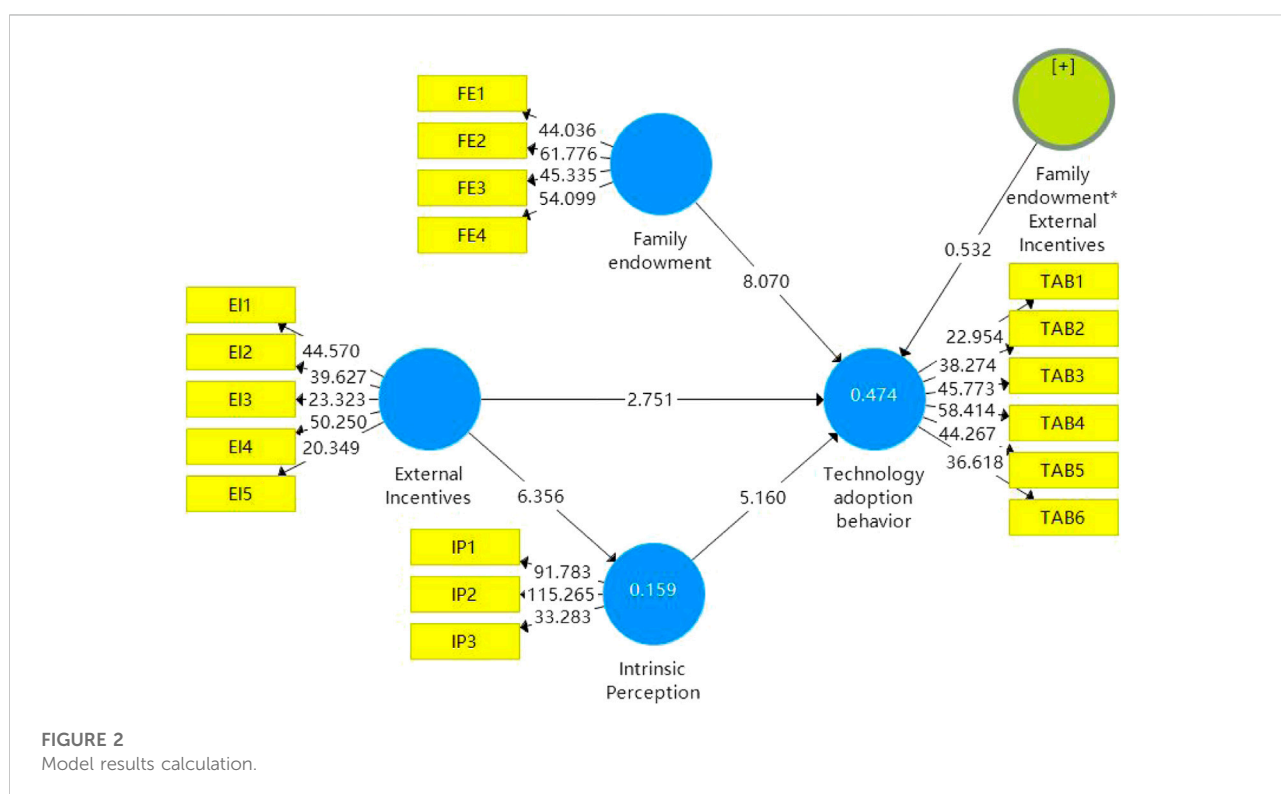 [+]
FE1
44.036
FE2
61.776
FE3
45.335
FE4
54.099
Family
endowment
Family
endowment*
External
Incentives
0.532
8.070
EI1
44.570
EI2
39.627
EI3
23.323
EI4
50.250
EI5
20.349
External
Incentives
2.751
6.356
5.160
0.474
Technology
adoption
behavior
TAB1
22.954
TAB2
38.274
TAB3
45.773
TAB4
58.414
TAB5
44.267
TAB6
36.618
IP1
91.783
IP2
115.265
IP3
33.283
0.159
Intrinsic
Perception
FIGURE 2
Model results calculation.